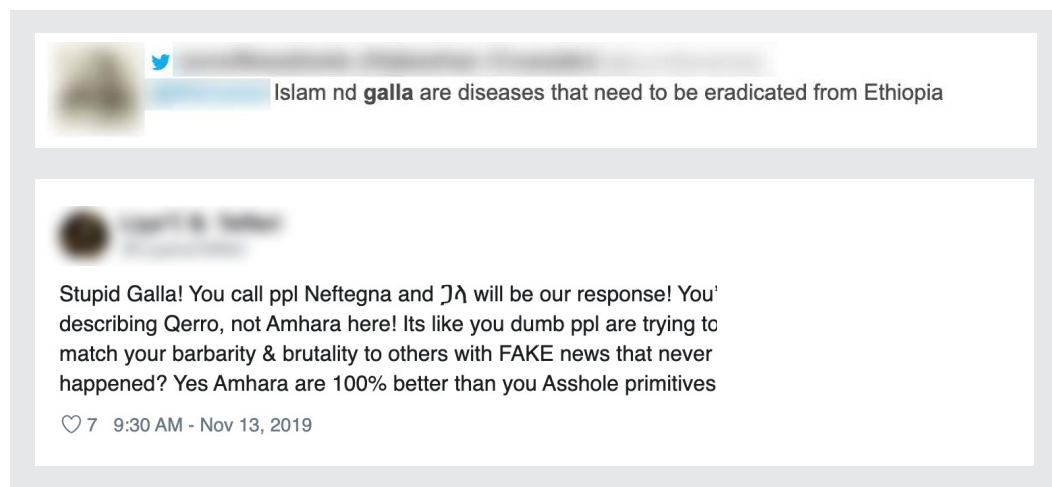 Islam nd galla are diseases that need to be eradicated from Ethiopia
Stupid Galla! You call ppl Neftegna and ጋላ will be our response! You'
describing Qerro, not Amhara here! Its like you dumb ppl are trying to
match your barbarity & brutality to others with FAKE news that never
happened? Yes Amhara are 100% better than you Asshole primitives
7 9:30 AM - Nov 13, 2019